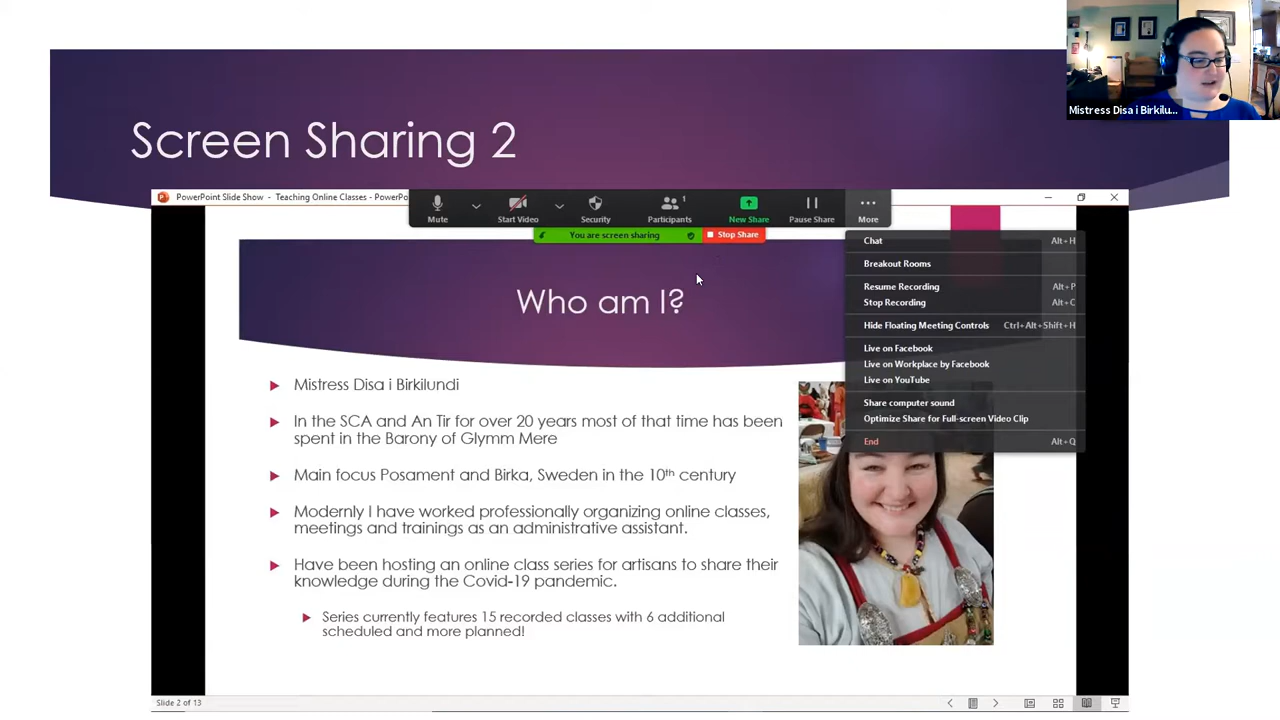 Mistress Disa i Birkilu...
Screen Sharing 2
PowerPoint Slide Show - Teaching Online Classes - PowerPo
Mute
Start Video
Security
1
Participants
New Share
Pause Share
More
You are screen sharing
Stop Share
Chat Alt+H
Breakout Rooms
Resume Recording Alt+P
Stop Recording Alt+C
Hide Floating Meeting Controls Ctrl+Alt+Shift+H
Live on Facebook
Live on Workplace by Facebook
Live on YouTube
Share computer sound
Optimize Share for Full-screen Video Clip
End Alt+Q
Who am I?
Mistress Disa i Birkilundi
In the SCA and An Tir for over 20 years most of that time has been
spent in the Barony of Glymm Mere
Main focus Posament and Birka, Sweden in the 10th century
Modernly I have worked professionally organizing online classes,
meetings and trainings as an administrative assistant.
Have been hosting an online class series for artisans to share their
knowledge during the Covid-19 pandemic.
Series currently features 15 recorded classes with 6 additional
scheduled and more planned!
Slide 2 of 13